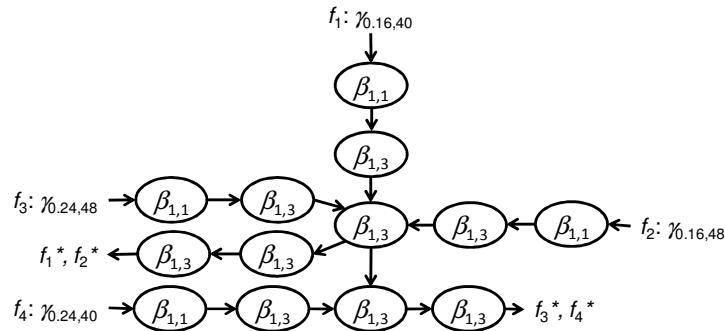 f₁: γ₀.₁₆,₄₀
β₁,₁
β₁,₃
f₃: γ₀.₂₄,₄₈ β₁,₁ β₁,₃ β₁,₃ β₁,₃ β₁,₁ f₂: γ₀.₁₆,₄₈
f₁*, f₂* β₁,₃ β₁,₃
f₄: γ₀.₂₄,₄₀ β₁,₁ β₁,₃ β₁,₃ β₁,₃ f₃*, f₄*